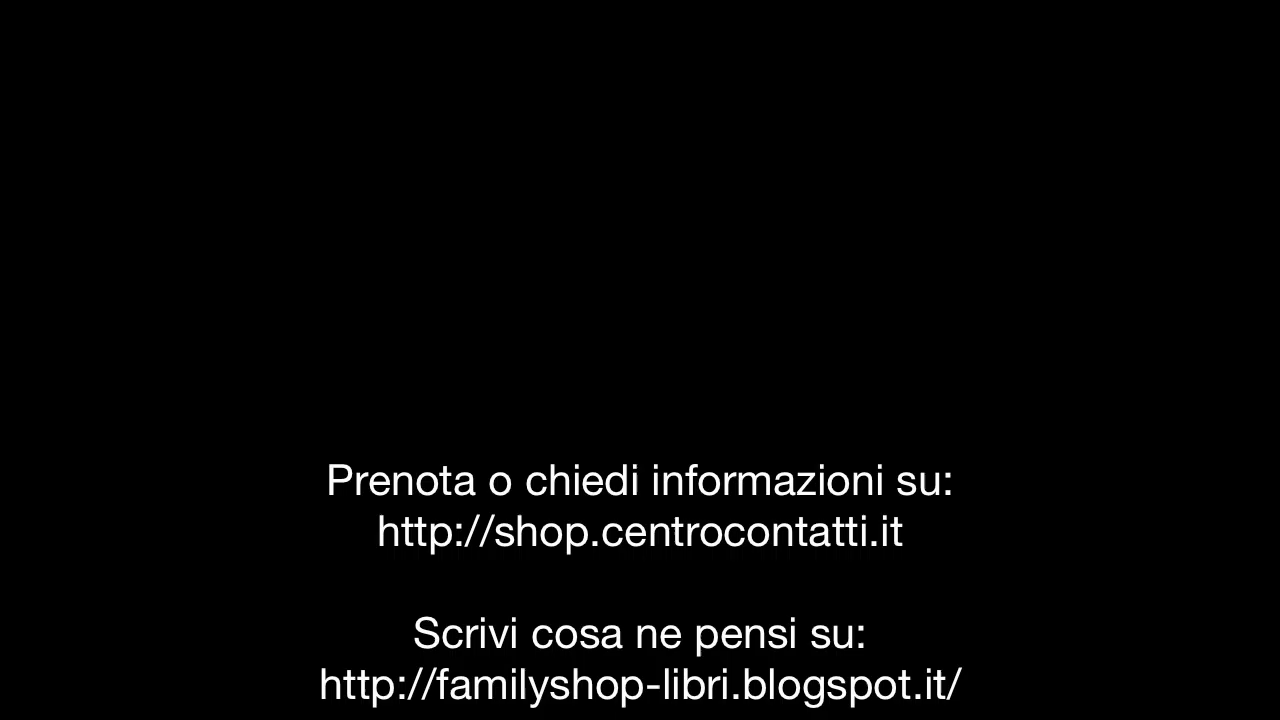 Prenota o chiedi informazioni su:
http://shop.centrocontatti.it
Scrivi cosa ne pensi su:
http://familyshop-libri.blogspot.it/